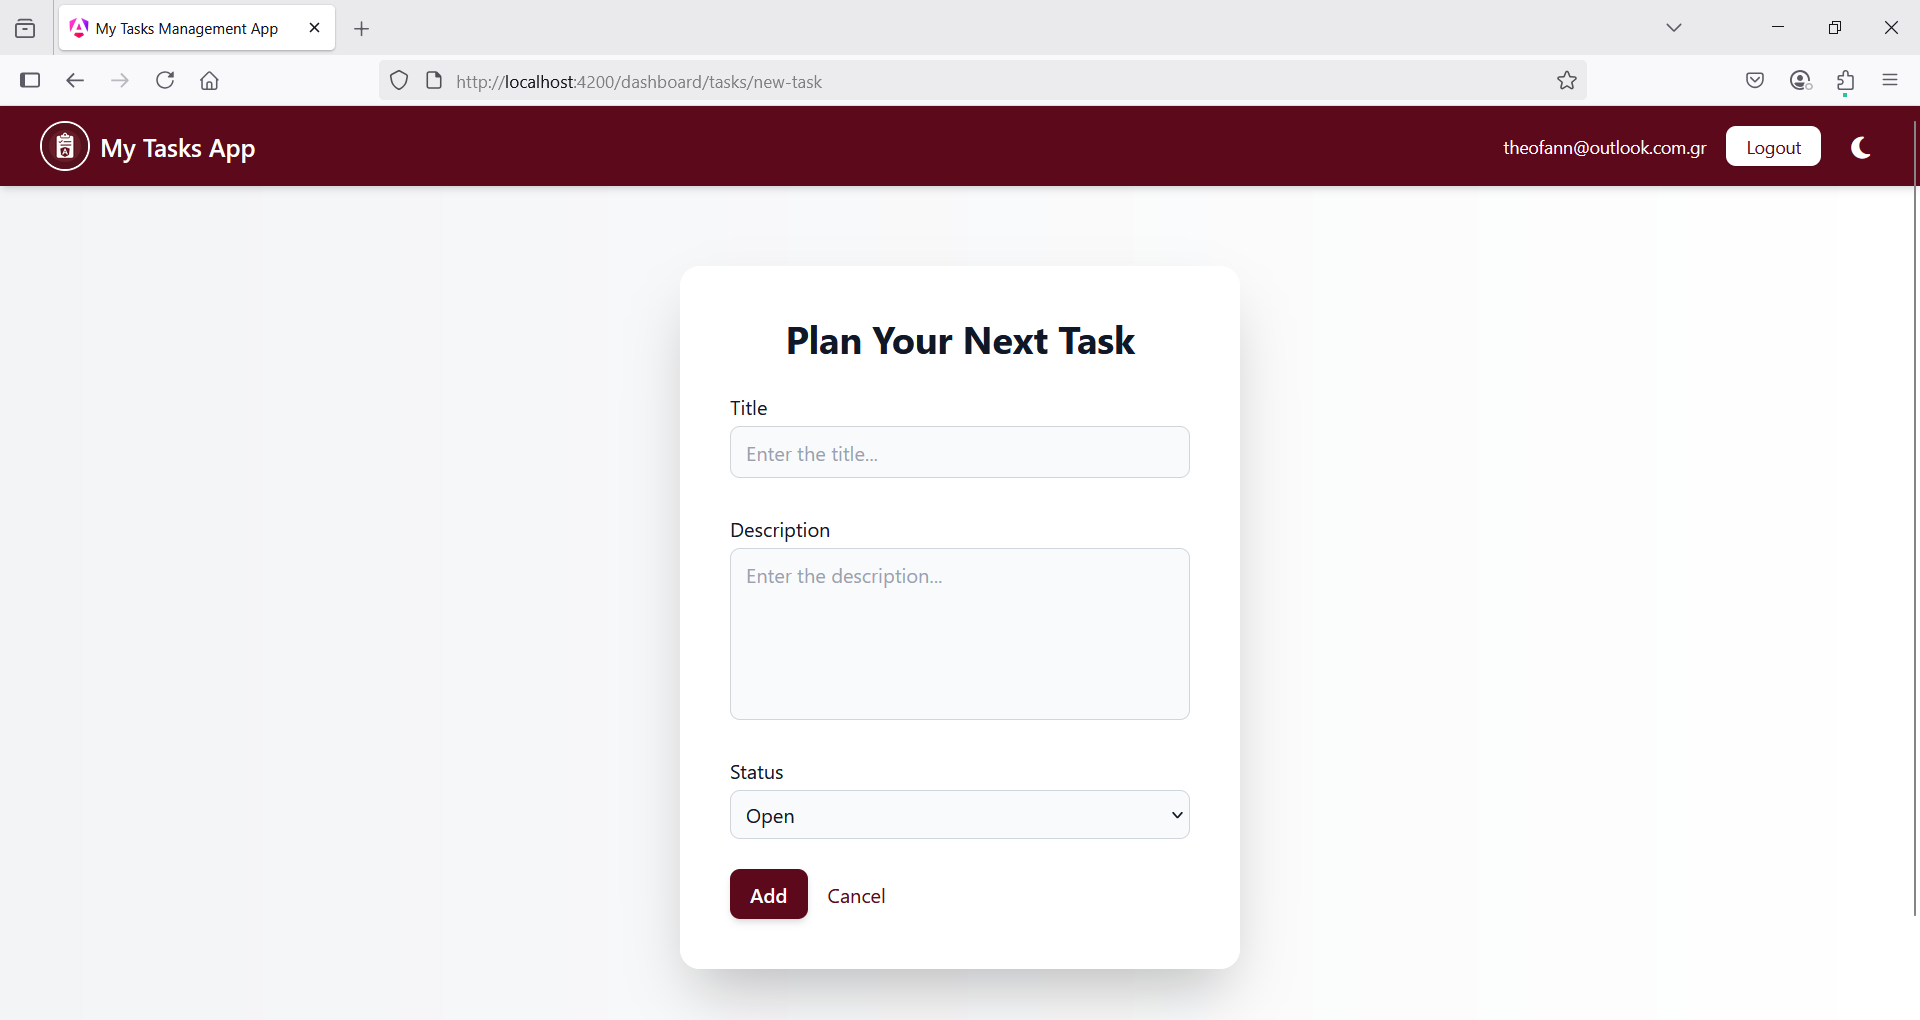 My Tasks Management App
http://localhost:4200/dashboard/tasks/new-task
My Tasks App
theofann@outlook.com.gr
Logout
Plan Your Next Task
Title
Enter the title...
Description
Enter the description...
Status
Open
Add
Cancel